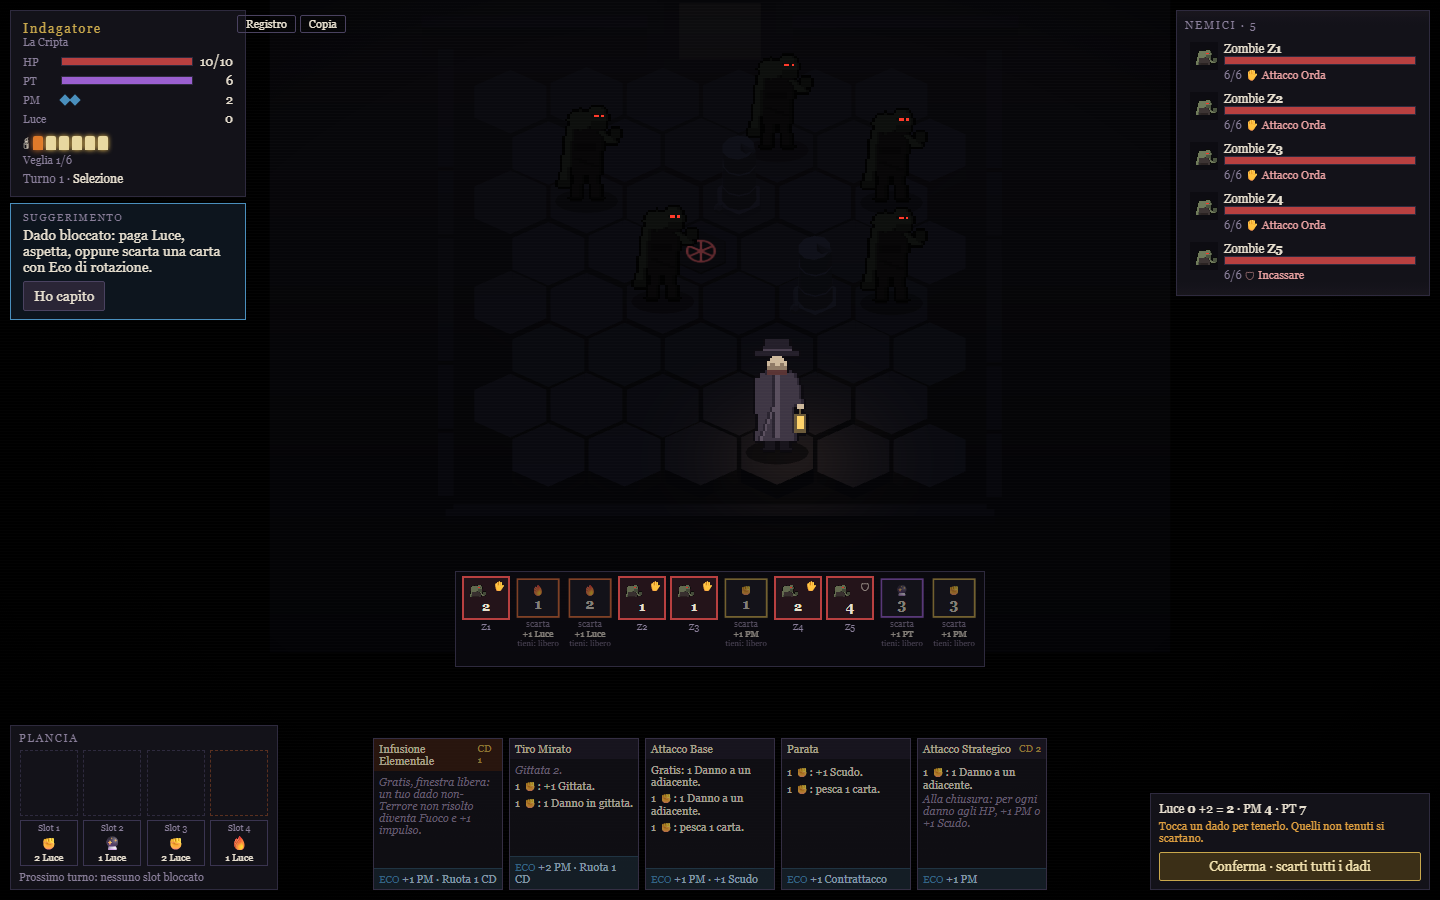 Indagatore
La Cripta
HP 10/10
PT 6
PM 2
Luce 0
Veglia 1/6
Turno 1 · Selezione
Registro
Copia
SUGGERIMENTO
Dado bloccato: paga Luce,
aspetta, oppure scarta una carta
con Eco di rotazione.
Ho capito
NEMICI · 5
Zombie Z1
6/6 Attacco Orda
Zombie Z2
6/6 Attacco Orda
Zombie Z3
6/6 Attacco Orda
Zombie Z4
6/6 Attacco Orda
Zombie Z5
6/6 Incassare
2
Z1
1
scarta
+1 Luce
tieni: libero
2
scarta
+1 Luce
tieni: libero
1
Z2
1
Z3
1
scarta
+1 PM
tieni: libero
2
Z4
4
Z5
3
scarta
+1 PT
tieni: libero
3
scarta
+1 PM
tieni: libero
PLANCIA
Slot 1
2 Luce
Slot 2
1 Luce
Slot 3
2 Luce
Slot 4
1 Luce
Prossimo turno: nessuno slot bloccato
Infusione
Elementale
CD
1
Gratis, finestra libera:
un tuo dado non-
Terrore non risolto
diventa Fuoco e +1
impulso.
ECO +1 PM · Ruota 1 CD
Tiro Mirato
Gittata 2.
1 : +1 Gittata.
1 : 1 Danno in gittata.
ECO +2 PM · Ruota 1
CD
Attacco Base
Gratis: 1 Danno a un
adiacente.
1 : 1 Danno a un
adiacente.
1 : pesca 1 carta.
ECO +1 PM · +1 Scudo
Parata
1 : +1 Scudo.
1 : pesca 1 carta.
ECO +1 Contrattacco
Attacco Strategico CD 2
1 : 1 Danno a un
adiacente.
Alla chiusura: per ogni
danno agli HP, +1 PM o
+1 Scudo.
ECO +1 PM
Luce 0 +2 = 2 · PM 4 · PT 7
Tocca un dado per tenerlo. Quelli non tenuti si
scartano.
Conferma · scarti tutti i dadi